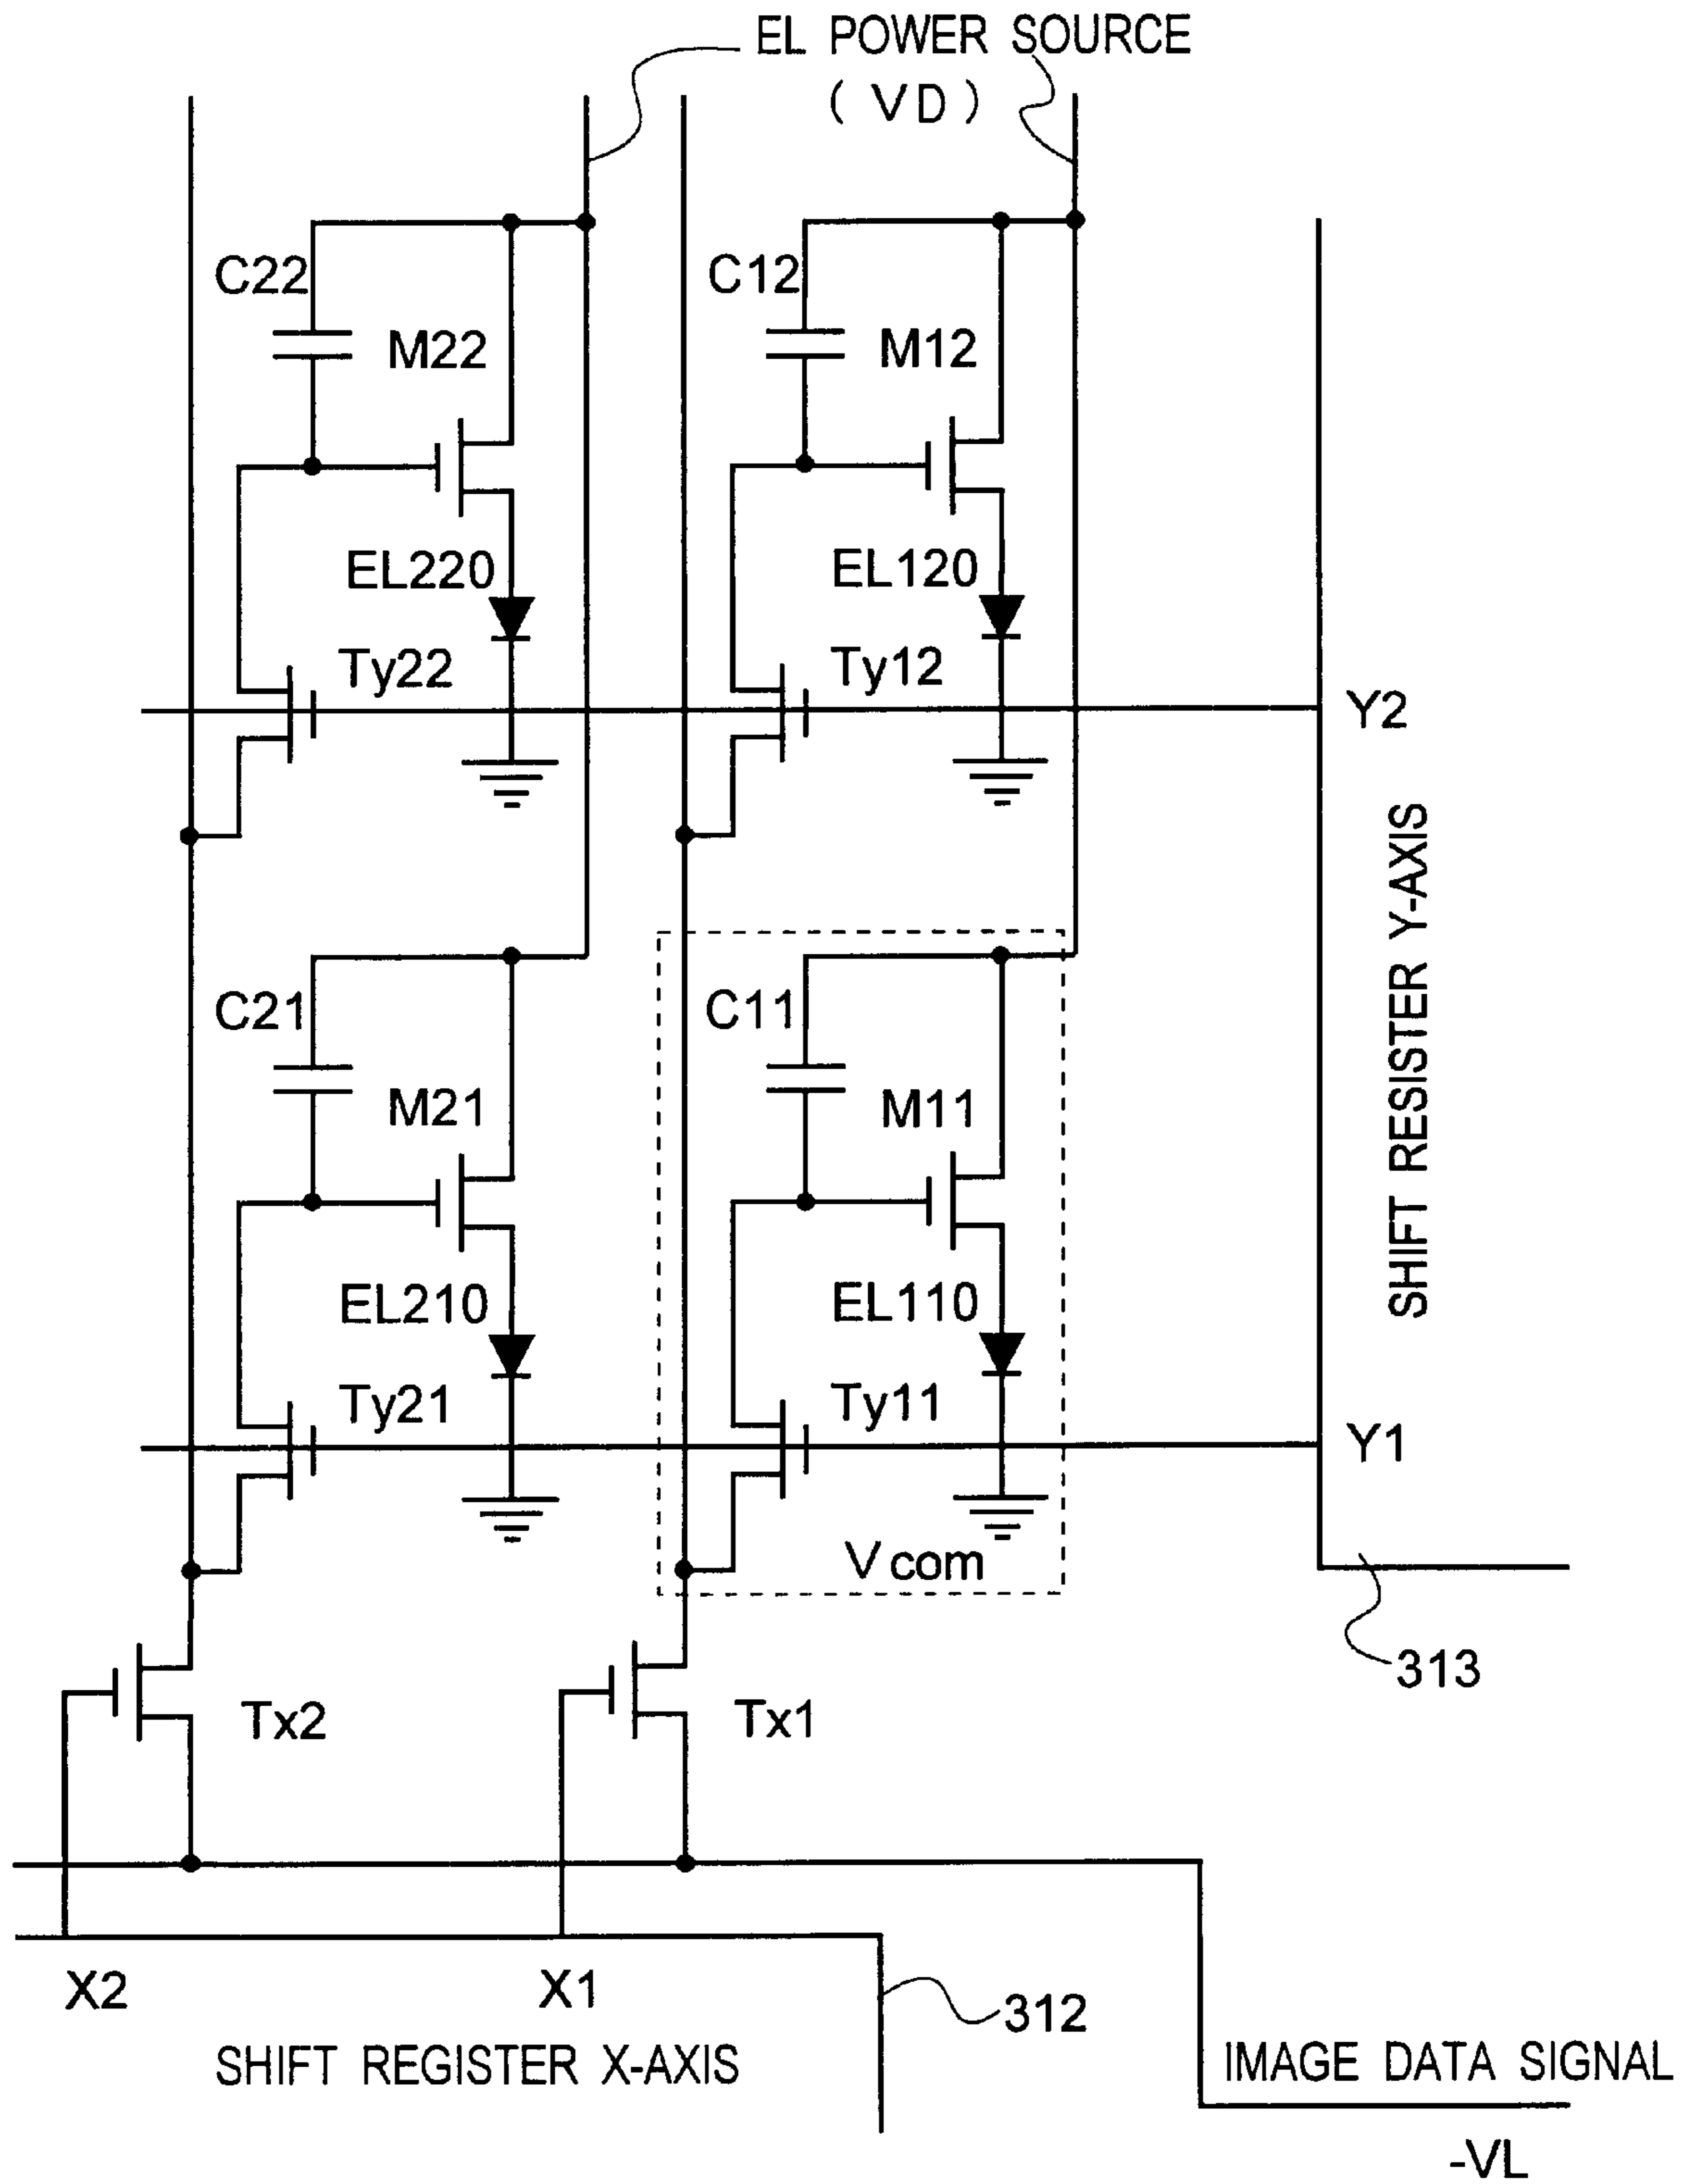 EL POWER SOURCE
( VD )
C22
C12
M22
M12
EL220
EL120
Ty22
Ty12
Y2
SHIFT RESISTER Y-AXIS
C21
C11
M21
M11
EL210
EL110
Ty21
Ty11
Y1
Vcom
313
Tx2
Tx1
X2
X1
312
SHIFT REGISTER X-AXIS
IMAGE DATA SIGNAL
-VL